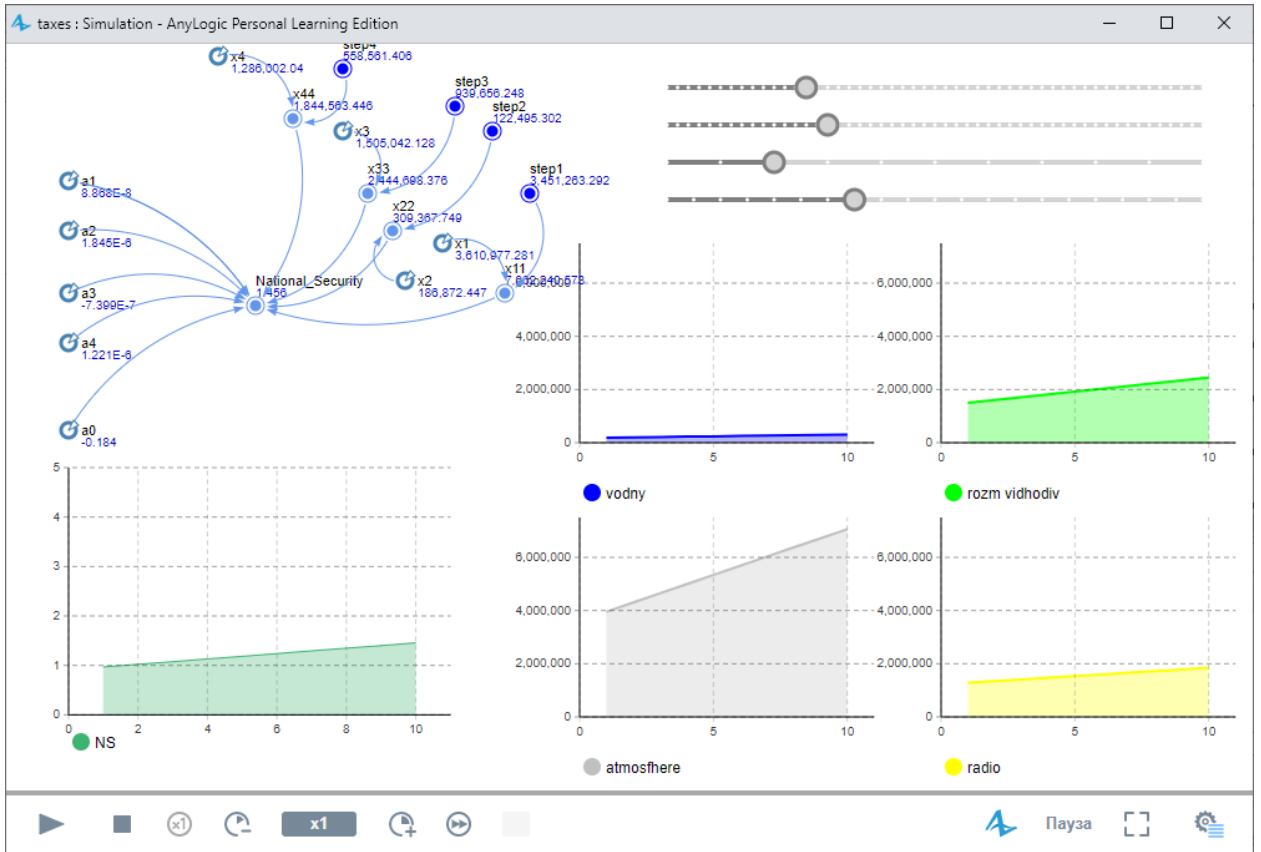 taxes : Simulation - AnyLogic Personal Learning Edition
x4
1,286,002.04
step4
558,561.406
x44
1,844,563.446
step3
939,656.248
step2
122,495.302
x3
1,505,042.128
x33
2,444,698.376
step1
3,451,263.292
a1
8.868E-8
x22
309,367.749
a2
1.845E-6
x1
3,610,977.281
x11
x2
186,872.447
National_Security
1.456
a3
-7.399E-7
a4
1.221E-6
a0
-0.184
5
4
3
2
1
0
0 2 4 6 8 10
NS
6,000,000
4,000,000
2,000,000
0
0 5 10
vodny
6,000,000
4,000,000
2,000,000
0
0 5 10
rozm vidhodiv
6,000,000
4,000,000
2,000,000
0
0 5 10
atmosfhere
6,000,000
4,000,000
2,000,000
0
0 5 10
radio
x1
x1
Пауза